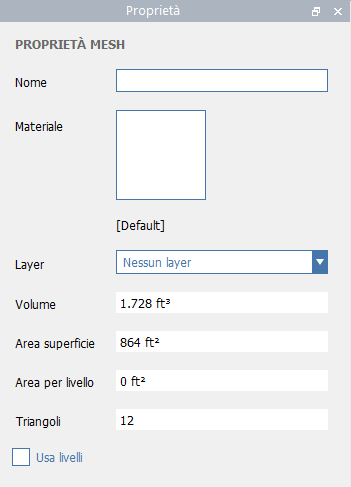 Proprietà
PROPRIETÀ MESH
Nome
Materiale
[Default]
Layer Nessun layer
Volume 1.728 ft³
Area superficie 864 ft²
Area per livello 0 ft²
Triangoli 12
Usa livelli